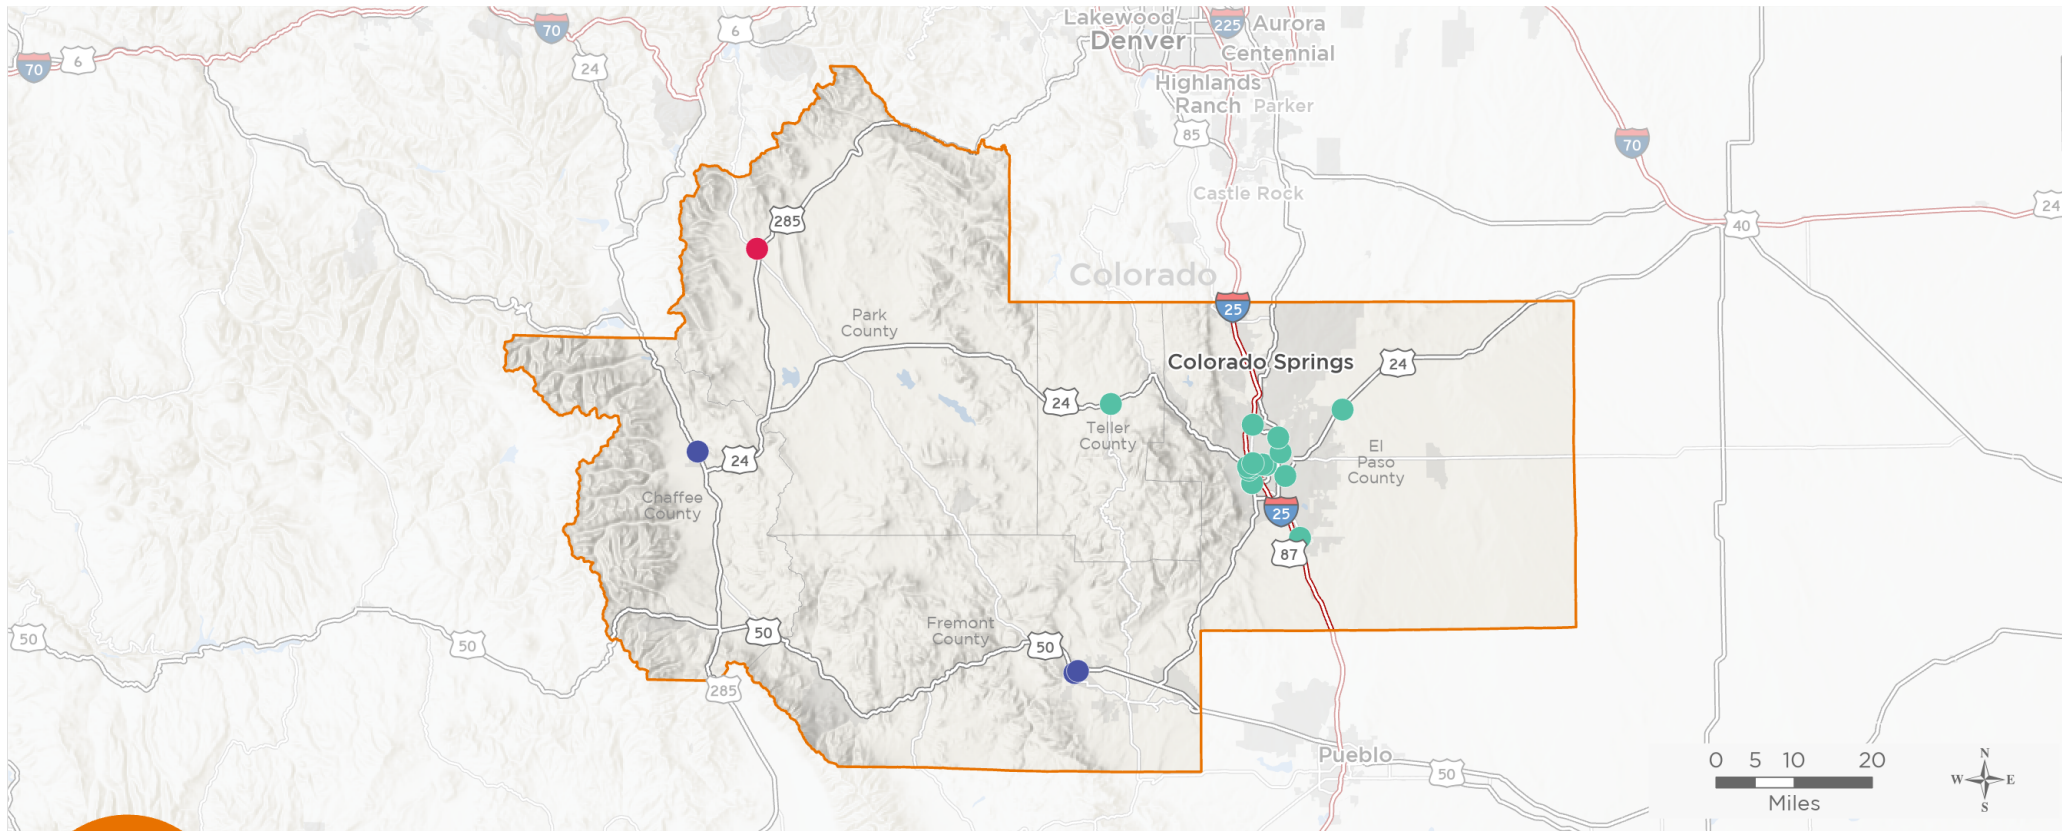 Lakewood
225
Aurora
70
6
Denver
24
Centennial
70
6
Highlands
Ranch
Parker
85
70
Castle Rock
24
285
40
Colorado
25
Park
County
Colorado Springs
24
24
Teller
County
El
Paso
County
24
Chaffee
County
25
87
Fremont
County
50
50
50
50
285
Pueblo
50
0 5 10 20
Miles
N
W E
S